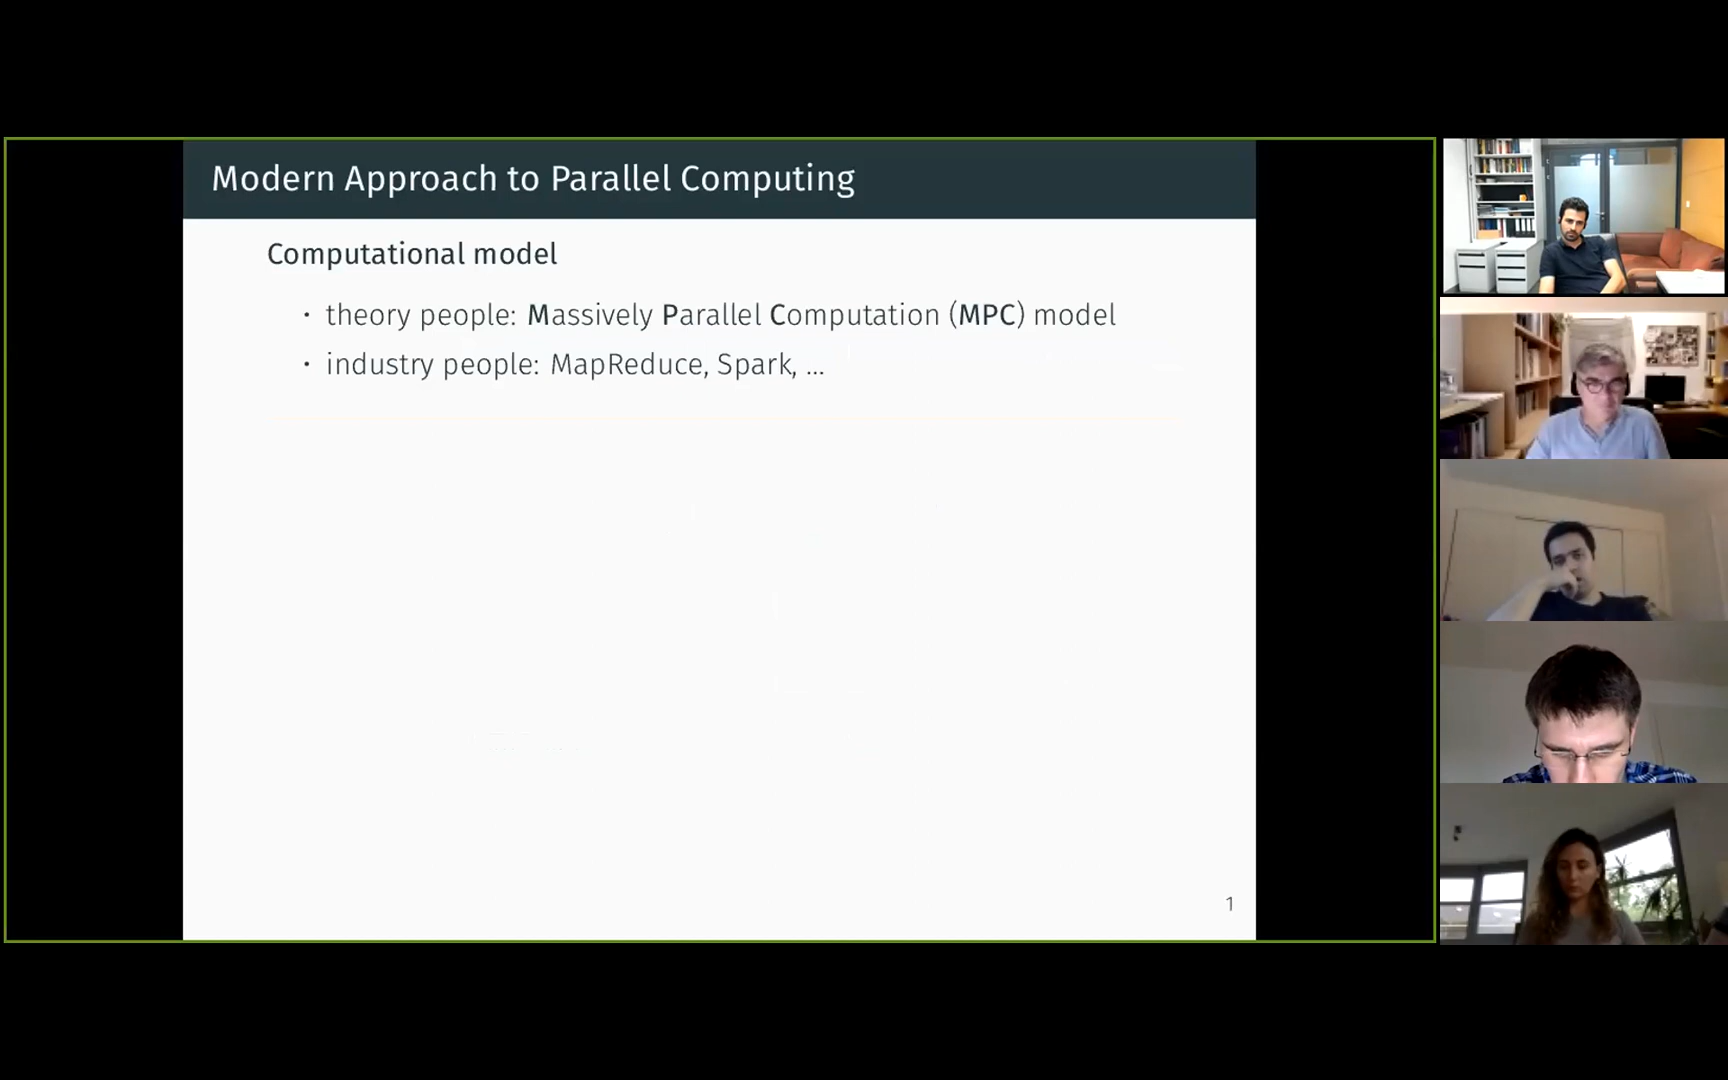 Modern Approach to Parallel Computing
Computational model
· theory people: Massively Parallel Computation (MPC) model
· industry people: MapReduce, Spark, ...
1